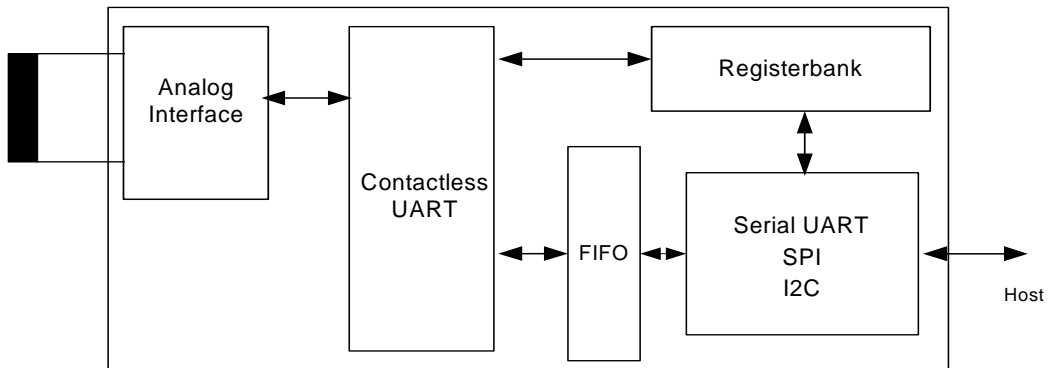 Analog
Interface
Contactless
UART
Registerbank
FIFO
Serial UART
SPI
I2C
Host